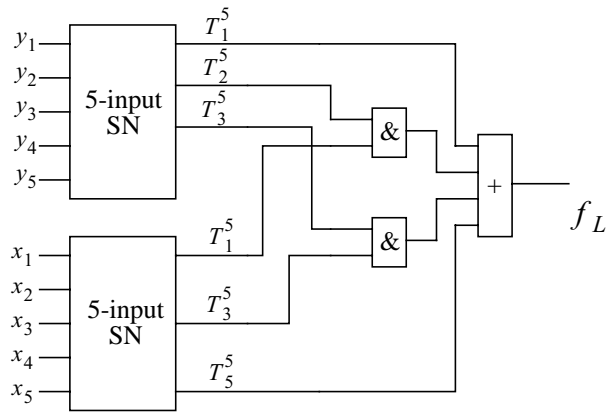 y₁
y₂
y₃
y₄
y₅
5-input
SN
T₁⁵
T₂⁵
T₃⁵
&
+
f_L
&
x₁
x₂
x₃
x₄
x₅
5-input
SN
T₁⁵
T₃⁵
T₅⁵